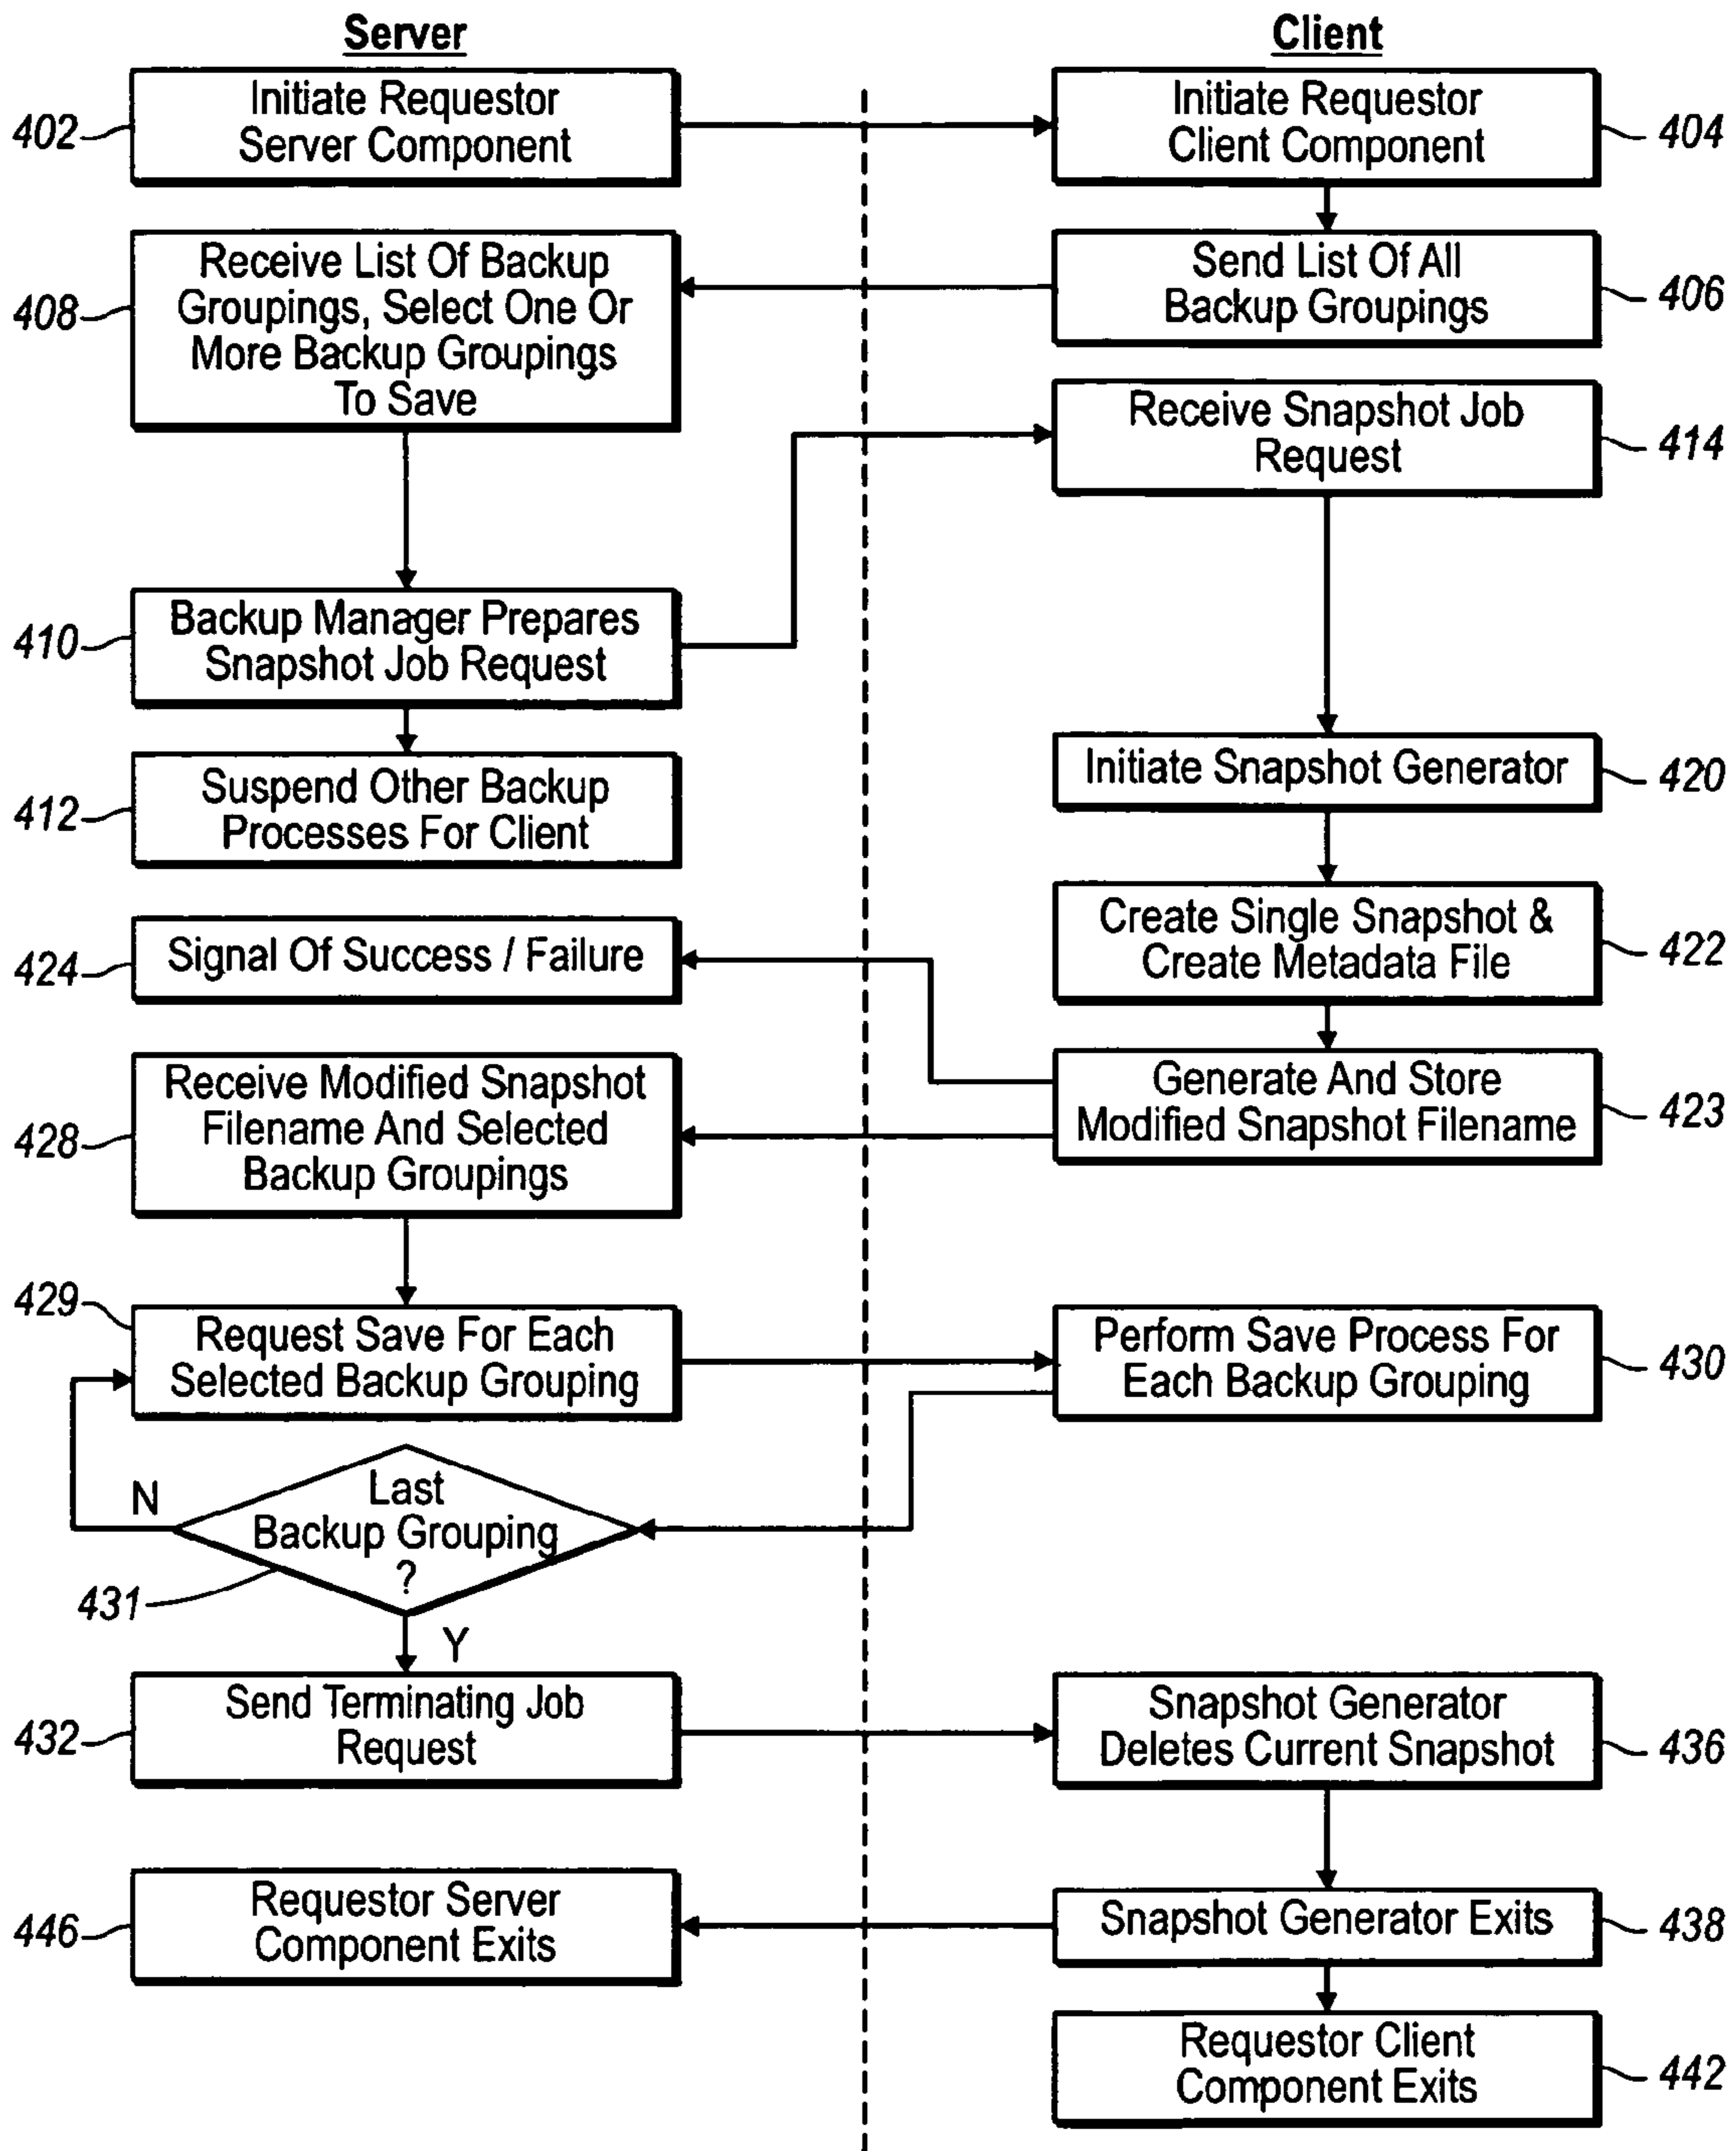 Server
Client
402
Initiate Requestor
Server Component
Initiate Requestor
Client Component
404
408
Receive List Of Backup
Groupings, Select One Or
More Backup Groupings
To Save
Send List Of All
Backup Groupings
406
Receive Snapshot Job
Request
414
410
Backup Manager Prepares
Snapshot Job Request
412
Suspend Other Backup
Processes For Client
Initiate Snapshot Generator
420
Create Single Snapshot &
Create Metadata File
422
424
Signal Of Success / Failure
Generate And Store
Modified Snapshot Filename
423
428
Receive Modified Snapshot
Filename And Selected
Backup Groupings
429
Request Save For Each
Selected Backup Grouping
Perform Save Process For
Each Backup Grouping
430
N
Last
Backup Grouping
?
431
Y
432
Send Terminating Job
Request
Snapshot Generator
Deletes Current Snapshot
436
446
Requestor Server
Component Exits
Snapshot Generator Exits
438
Requestor Client
Component Exits
442